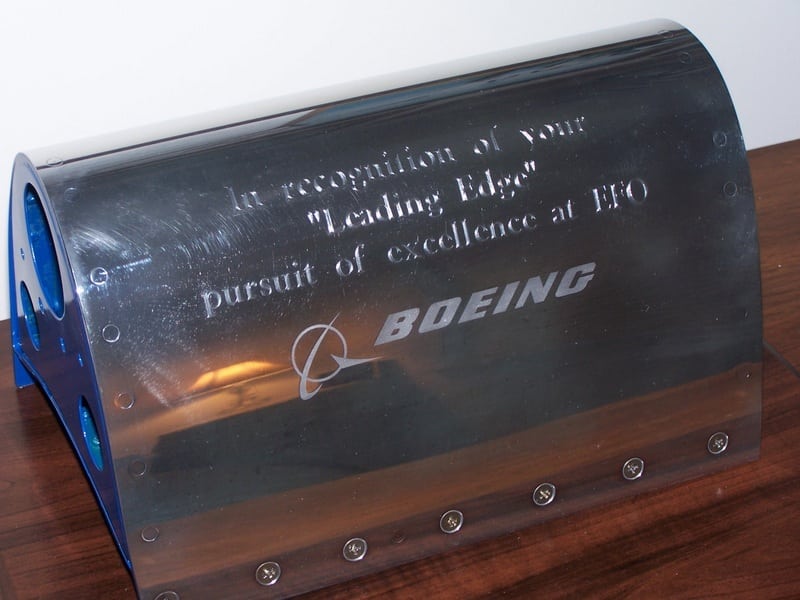 In recognition of your
"Leading Edge"
pursuit of excellence at EFO
BOEING